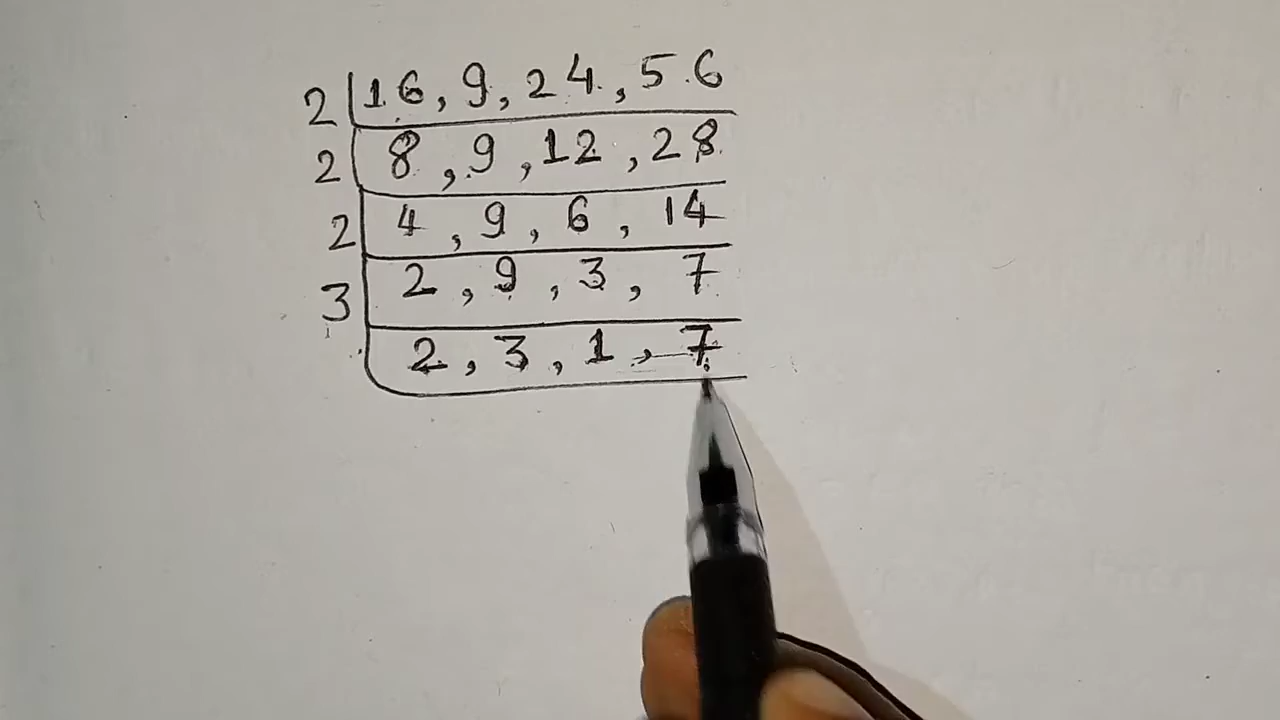 2 | 16, 9, 24, 56
2 | 8, 9, 12, 28
2 | 4, 9, 6, 14
3 | 2, 9, 3, 7
2, 3, 1, 7